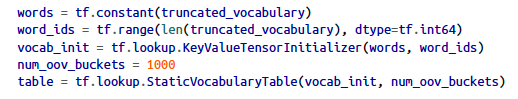 words = tf.constant(truncated_vocabulary)
word_ids = tf.range(len(truncated_vocabulary), dtype=tf.int64)
vocab_init = tf.lookup.KeyValueTensorInitializer(words, word_ids)
num_oov_buckets = 1000
table = tf.lookup.StaticVocabularyTable(vocab_init, num_oov_buckets)